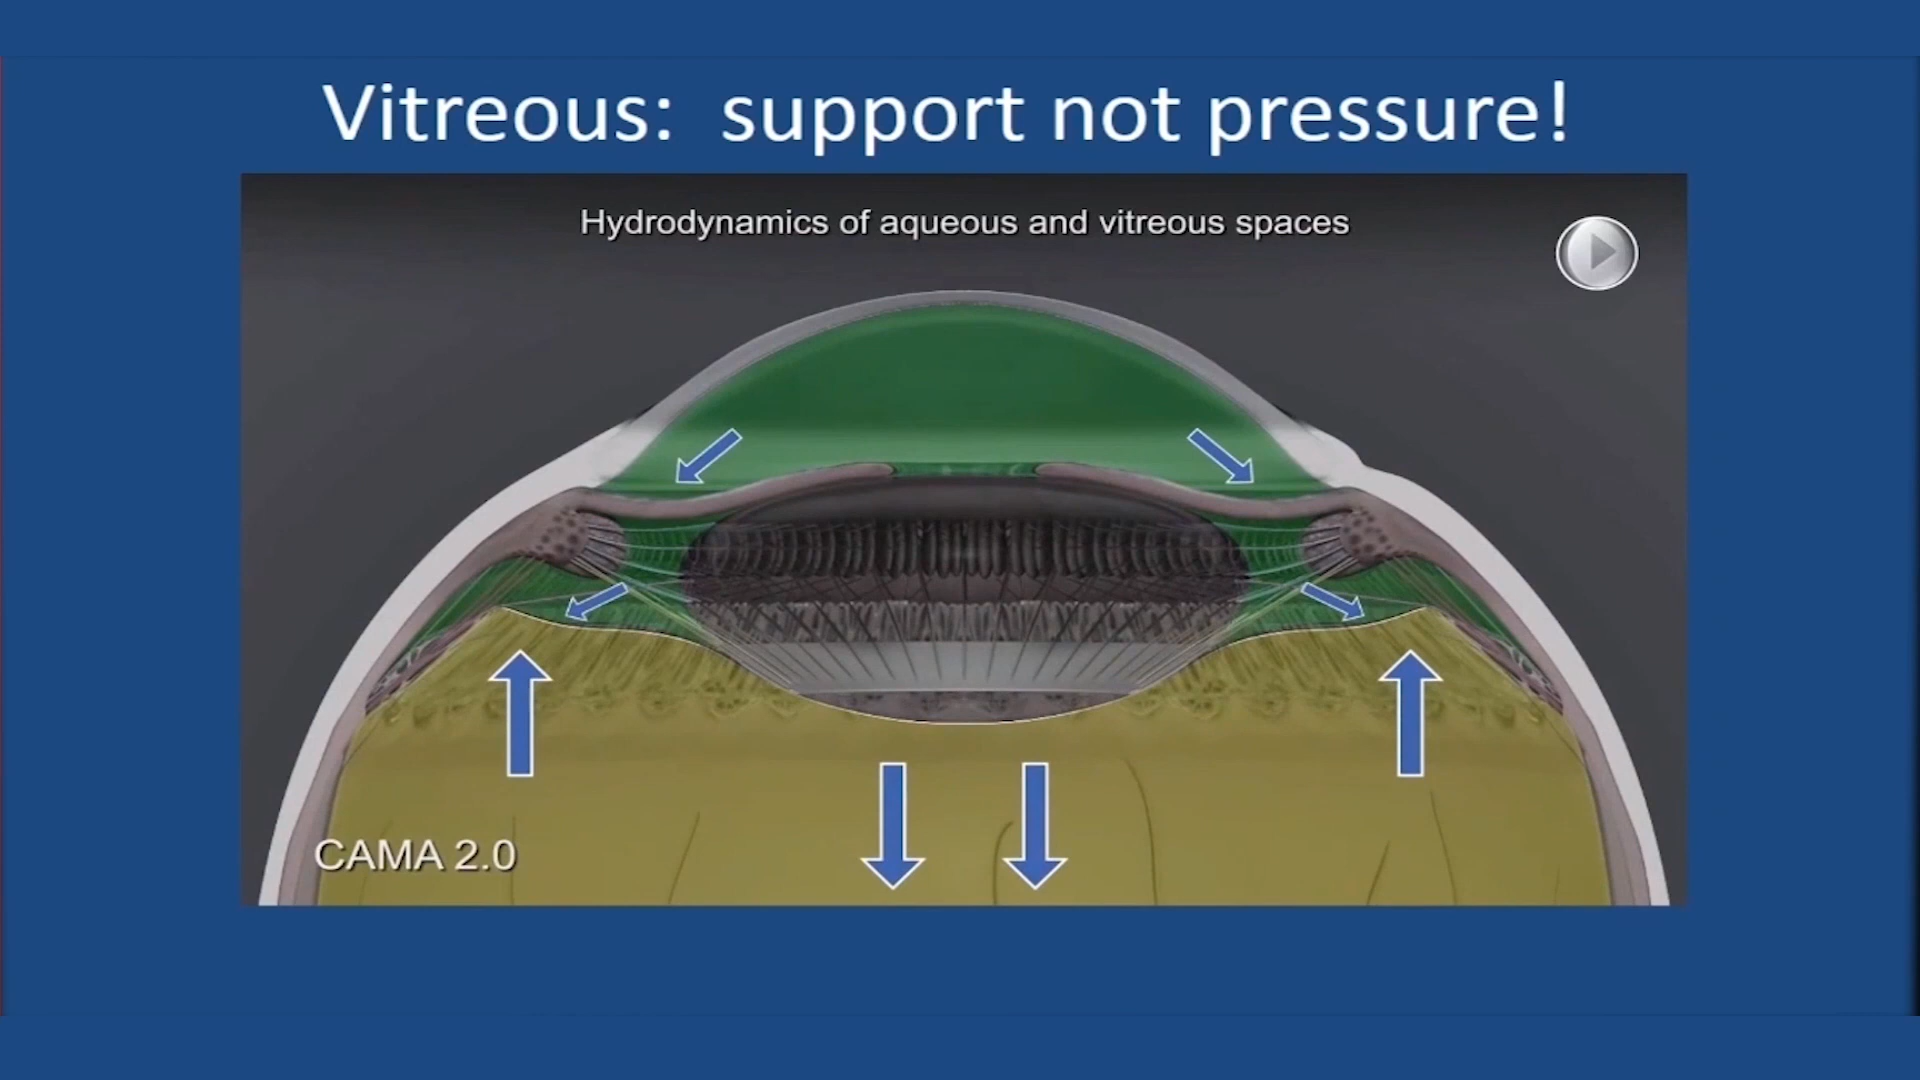 Vitreous: support not pressure!
Hydrodynamics of aqueous and vitreous spaces
CAMA 2.0